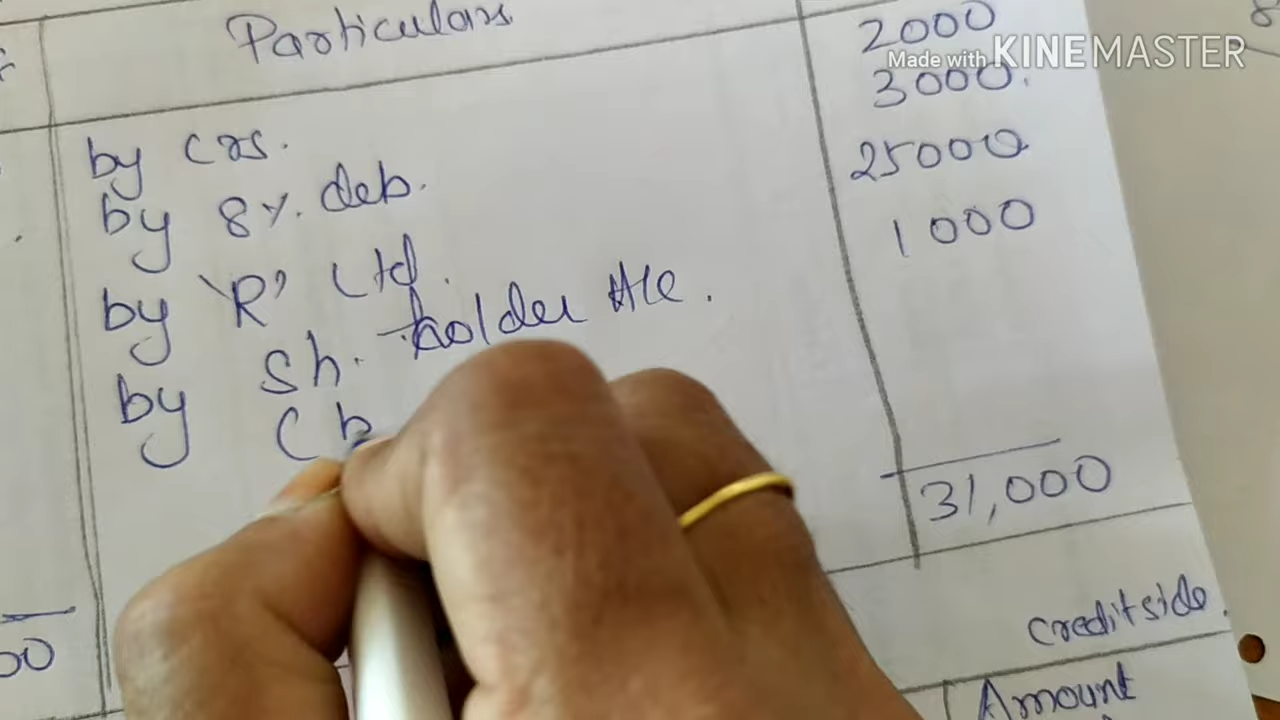 Particulars
2000
Made with KINEMASTER
3000.
by Crs.
25000
by 8%. deb.
1000
by 'R' Ltd.
by Sh. holder A/c.
(b
31,000
00
Credit side.
Amount